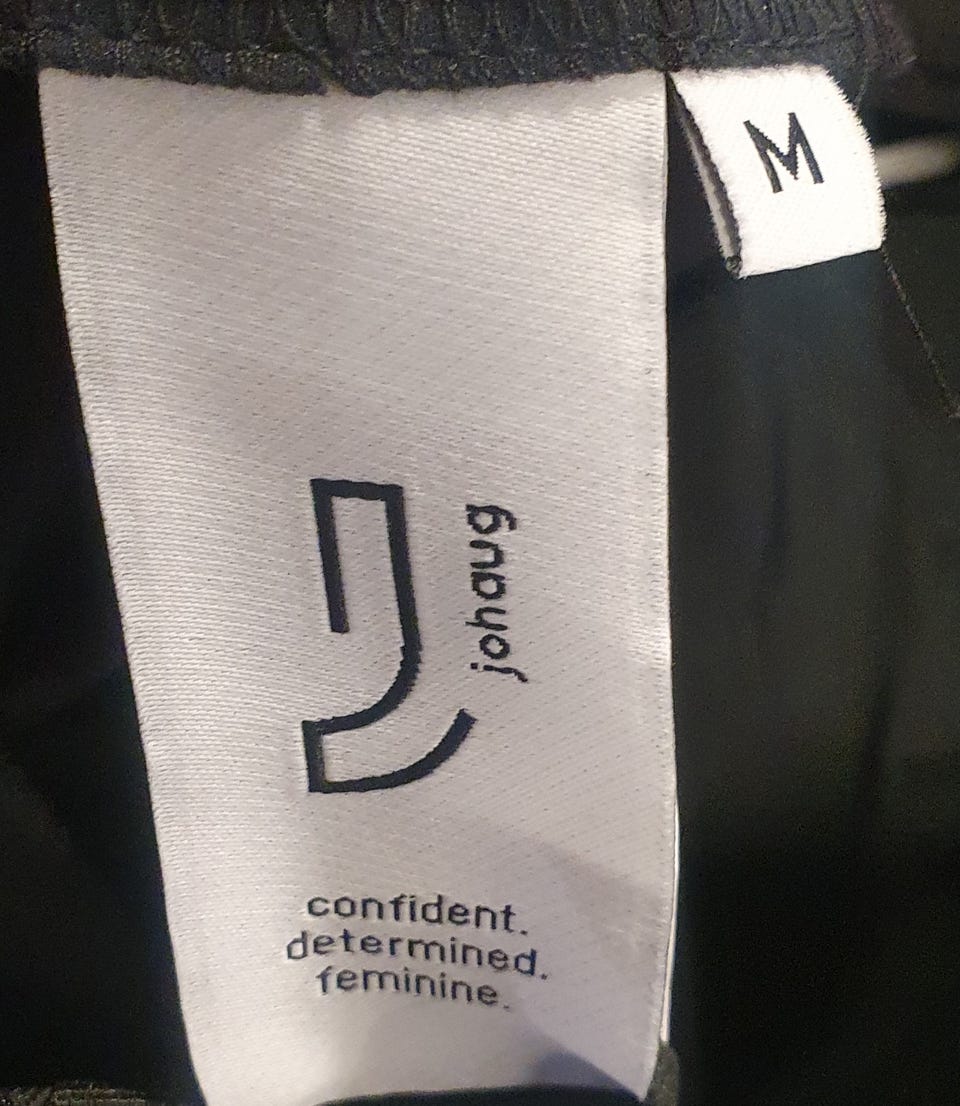 M
johaug
confident.
determined.
feminine.